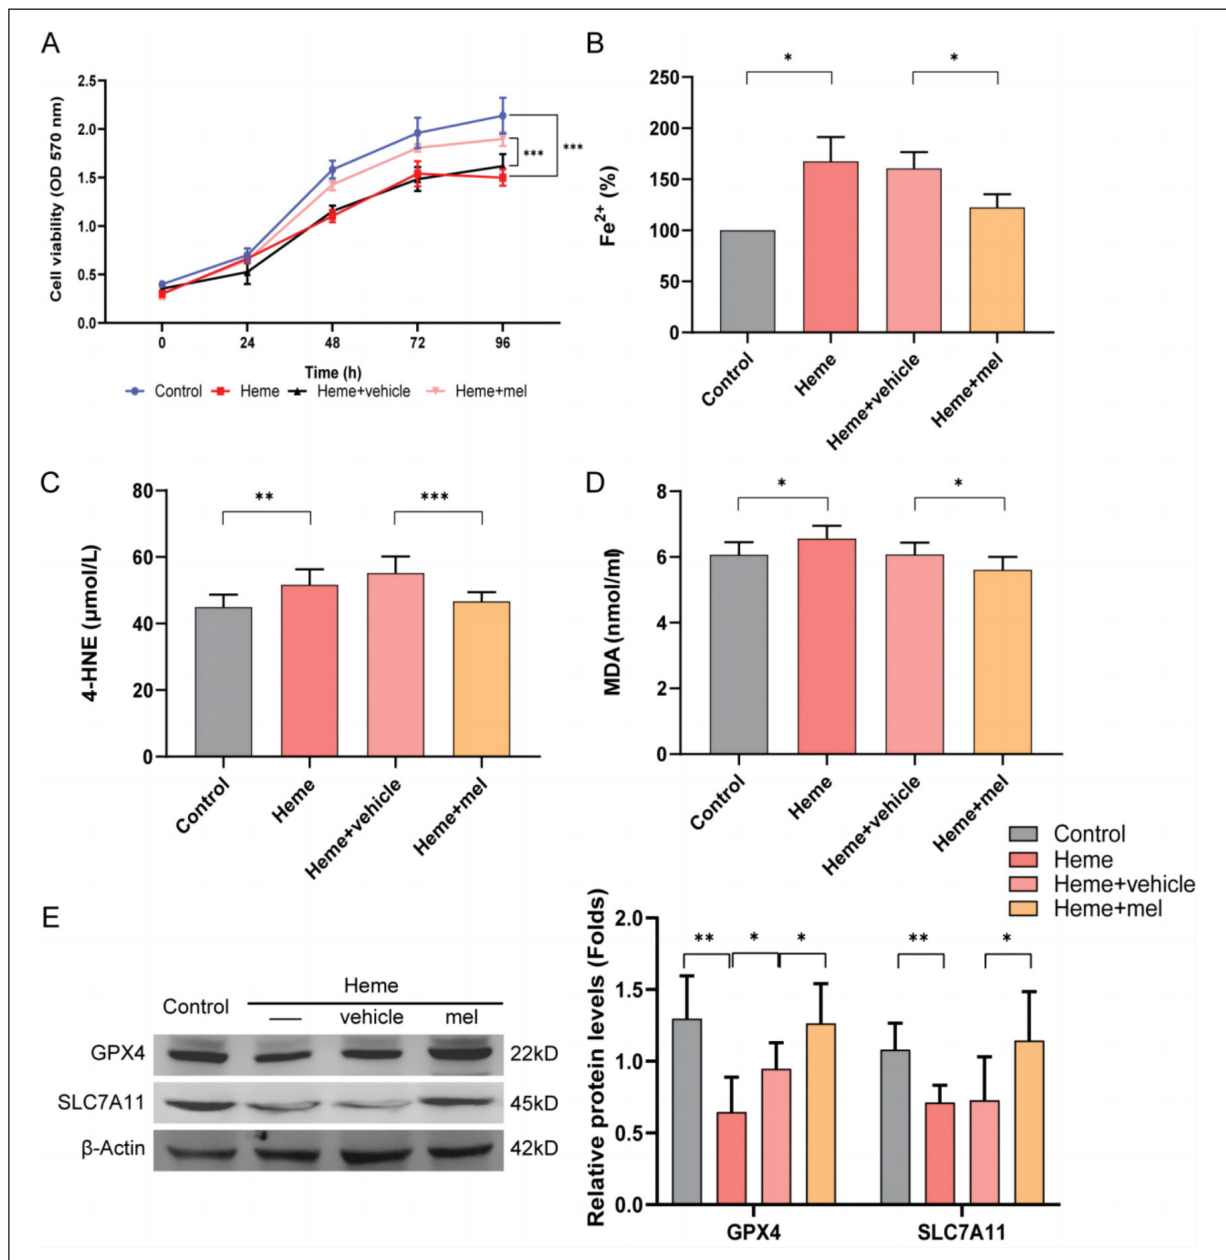 A
2.5
2.0
1.5
1.0
0.5
0.0
Cell viability (OD 570 nm)
***
***
0 24 48 72 96
Time (h)
Control Heme Heme+vehicle Heme+mel
B
* *
250
200
150
100
50
0
Fe2+ (%)
Control Heme Heme+vehicle Heme+mel
C
** ***
80
60
40
20
0
4-HNE (μmol/L)
Control Heme Heme+vehicle Heme+mel
D
* *
8
6
4
2
0
MDA (nmol/ml)
Control Heme Heme+vehicle Heme+mel
E
Heme
Control — vehicle mel
GPX4 22kD
SLC7A11 45kD
β-Actin 42kD
Control
Heme
Heme+vehicle
Heme+mel
2.0
1.5
1.0
0.5
0.0
Relative protein levels (Folds)
** * * ** *
GPX4 SLC7A11